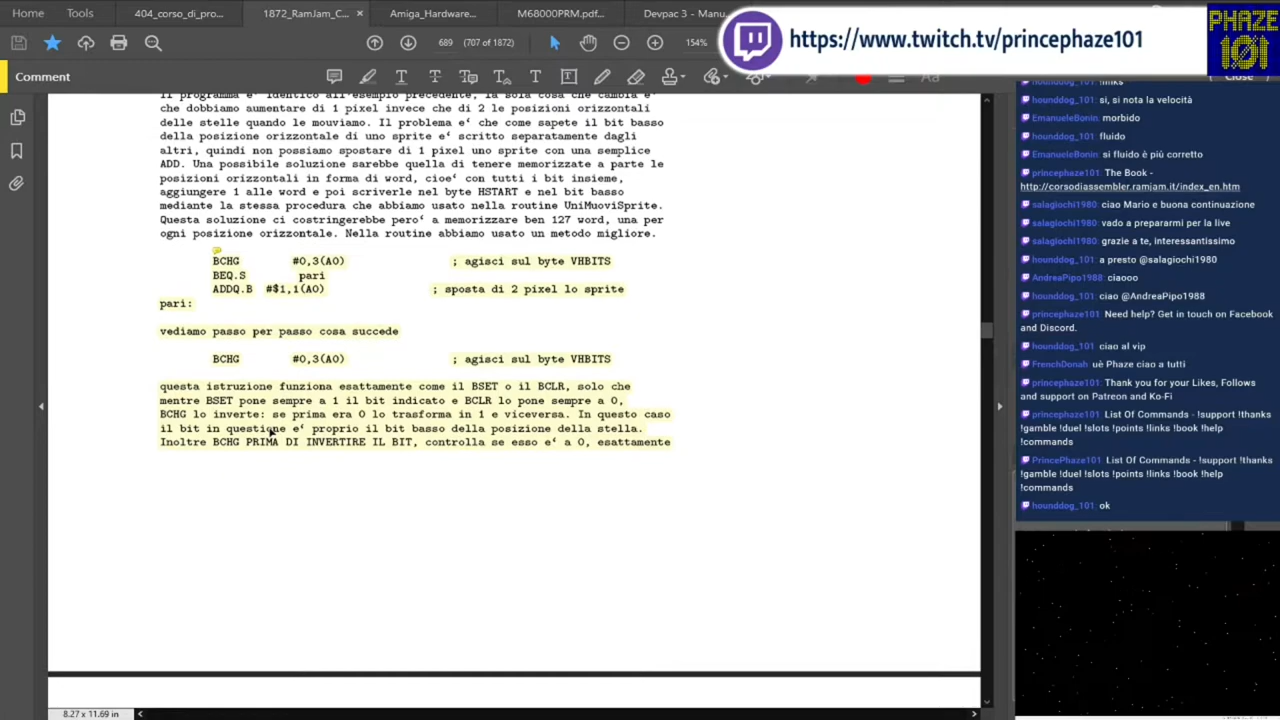 Home
Tools
404_corso_di_pro...
1872_RamJam_C...
Amiga_Hardware...
M68000PRM.pdf...
Devpac 3 - Manu...
https://www.twitch.tv/princephaze101
PHAZE
101
689
(707 of 1872)
154%
Comment
Close
Il programma e' identico all'esempio precedente, la sola cosa che cambia e'
che dobbiamo aumentare di 1 pixel invece che di 2 le posizioni orizzontali
delle stelle quando le muoviamo. Il problema e' che come sapete il bit basso
della posizione orizzontale di uno sprite e' scritto separatamente dagli
altri, quindi non possiamo spostare di 1 pixel uno sprite con una semplice
ADD. Una possibile soluzione sarebbe quella di tenere memorizzate a parte le
posizioni orizzontali in forma di word, cioe' con tutti i bit insieme,
aggiungere 1 alle word e poi scriverle nel byte HSTART e nel bit basso
mediante la stessa procedura che abbiamo usato nella routine UniMuoviSprite.
Questa soluzione ci costringerebbe pero' a memorizzare ben 127 word, una per
ogni posizione orizzontale. Nella routine abbiamo usato un metodo migliore.
BCHG #0,3(A0) ; agisci sul byte VHBITS
BEQ.S pari
ADDQ.B #$1,1(A0) ; sposta di 2 pixel lo sprite
pari:
vediamo passo per passo cosa succede
BCHG #0,3(A0) ; agisci sul byte VHBITS
questa istruzione funziona esattamente come il BSET o il BCLR, solo che
mentre BSET pone sempre a 1 il bit indicato e BCLR lo pone sempre a 0,
BCHG lo inverte: se prima era 0 lo trasforma in 1 e viceversa. In questo caso
il bit in questione e' proprio il bit basso della posizione della stella.
Inoltre BCHG PRIMA DI INVERTIRE IL BIT, controlla se esso e' a 0, esattamente
8.27 x 11.69 in
hounddog_101: !links
hounddog_101: si, si nota la velocità
EmanueleBonin: morbido
hounddog_101: fluido
EmanueleBonin: si fluido è più corretto
princephaze101: The Book -
http://corsodiassembler.ramjam.it/index_en.htm
salagiochi1980: ciao Mario e buona continuazione
salagiochi1980: vado a prepararmi per la live
salagiochi1980: grazie a te, interessantissimo
hounddog_101: a presto @salagiochi1980
AndreaPipo1988: ciaooo
hounddog_101: ciao @AndreaPipo1988
princephaze101: Need help? Get in touch on Facebook
and Discord.
hounddog_101: ciao al vip
FrenchDonah: uè Phaze ciao a tutti
princephaze101: Thank you for your Likes, Follows
and support on Patreon and Ko-Fi
princephaze101: List Of Commands - !support !thanks
!gamble !duel !slots !points !links !book !help
!commands
PrincePhaze101: List Of Commands - !support !thanks
!gamble !duel !slots !points !links !book !help
!commands
hounddog_101: ok